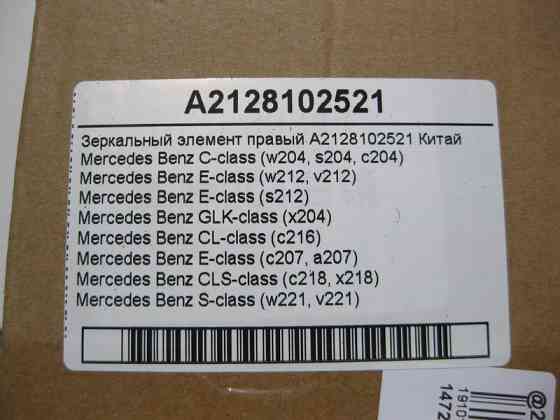 A2128102521
Зеркальный элемент правый A2128102521 Китай
Mercedes Benz C-class (w204, s204, c204)
Mercedes Benz E-class (w212, v212)
Mercedes Benz E-class (s212)
Mercedes Benz GLK-class (x204)
Mercedes Benz CL-class (c216)
Mercedes Benz E-class (c207, a207)
Mercedes Benz CLS-class (c218, x218)
Mercedes Benz S-class (w221, v221)